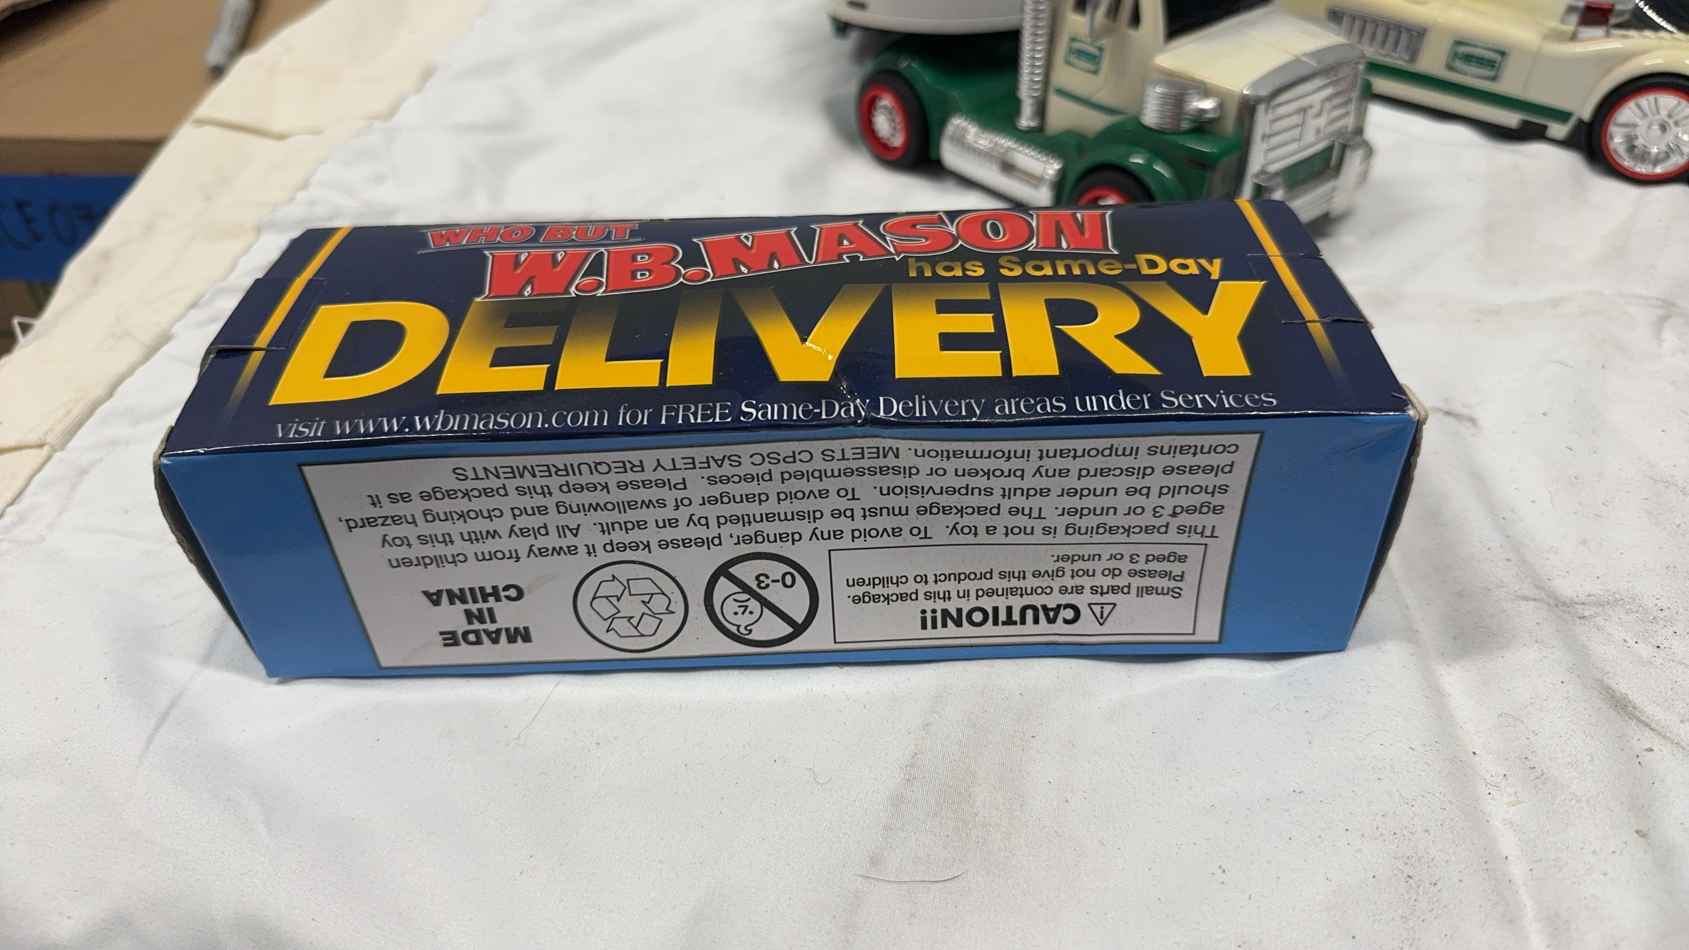 WHO BUT
W.B.MASON
has Same-Day
DELIVERY
visit www.wbmason.com for FREE Same-Day Delivery areas under Services
⚠ CAUTION!!
Small parts are contained in this package.
Please do not give this product to children
aged 3 or under.
0-3
MADE
IN
CHINA
This packaging is not a toy. To avoid any danger, please keep it away from children
aged 3 or under. The package must be dismantled by an adult. All play with this toy
should be under adult supervision. To avoid danger of swallowing and choking hazard,
please discard any broken or disassembled pieces. Please keep this package as it
contains important information. MEETS CPSC SAFETY REQUIREMENTS
HESS
HESS